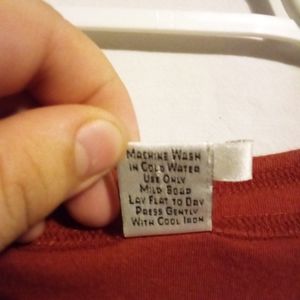 Machine Wash
in Cold Water
Use Only
Mild Soap
Lay Flat to Dry
Press Gently
With Cool Iron